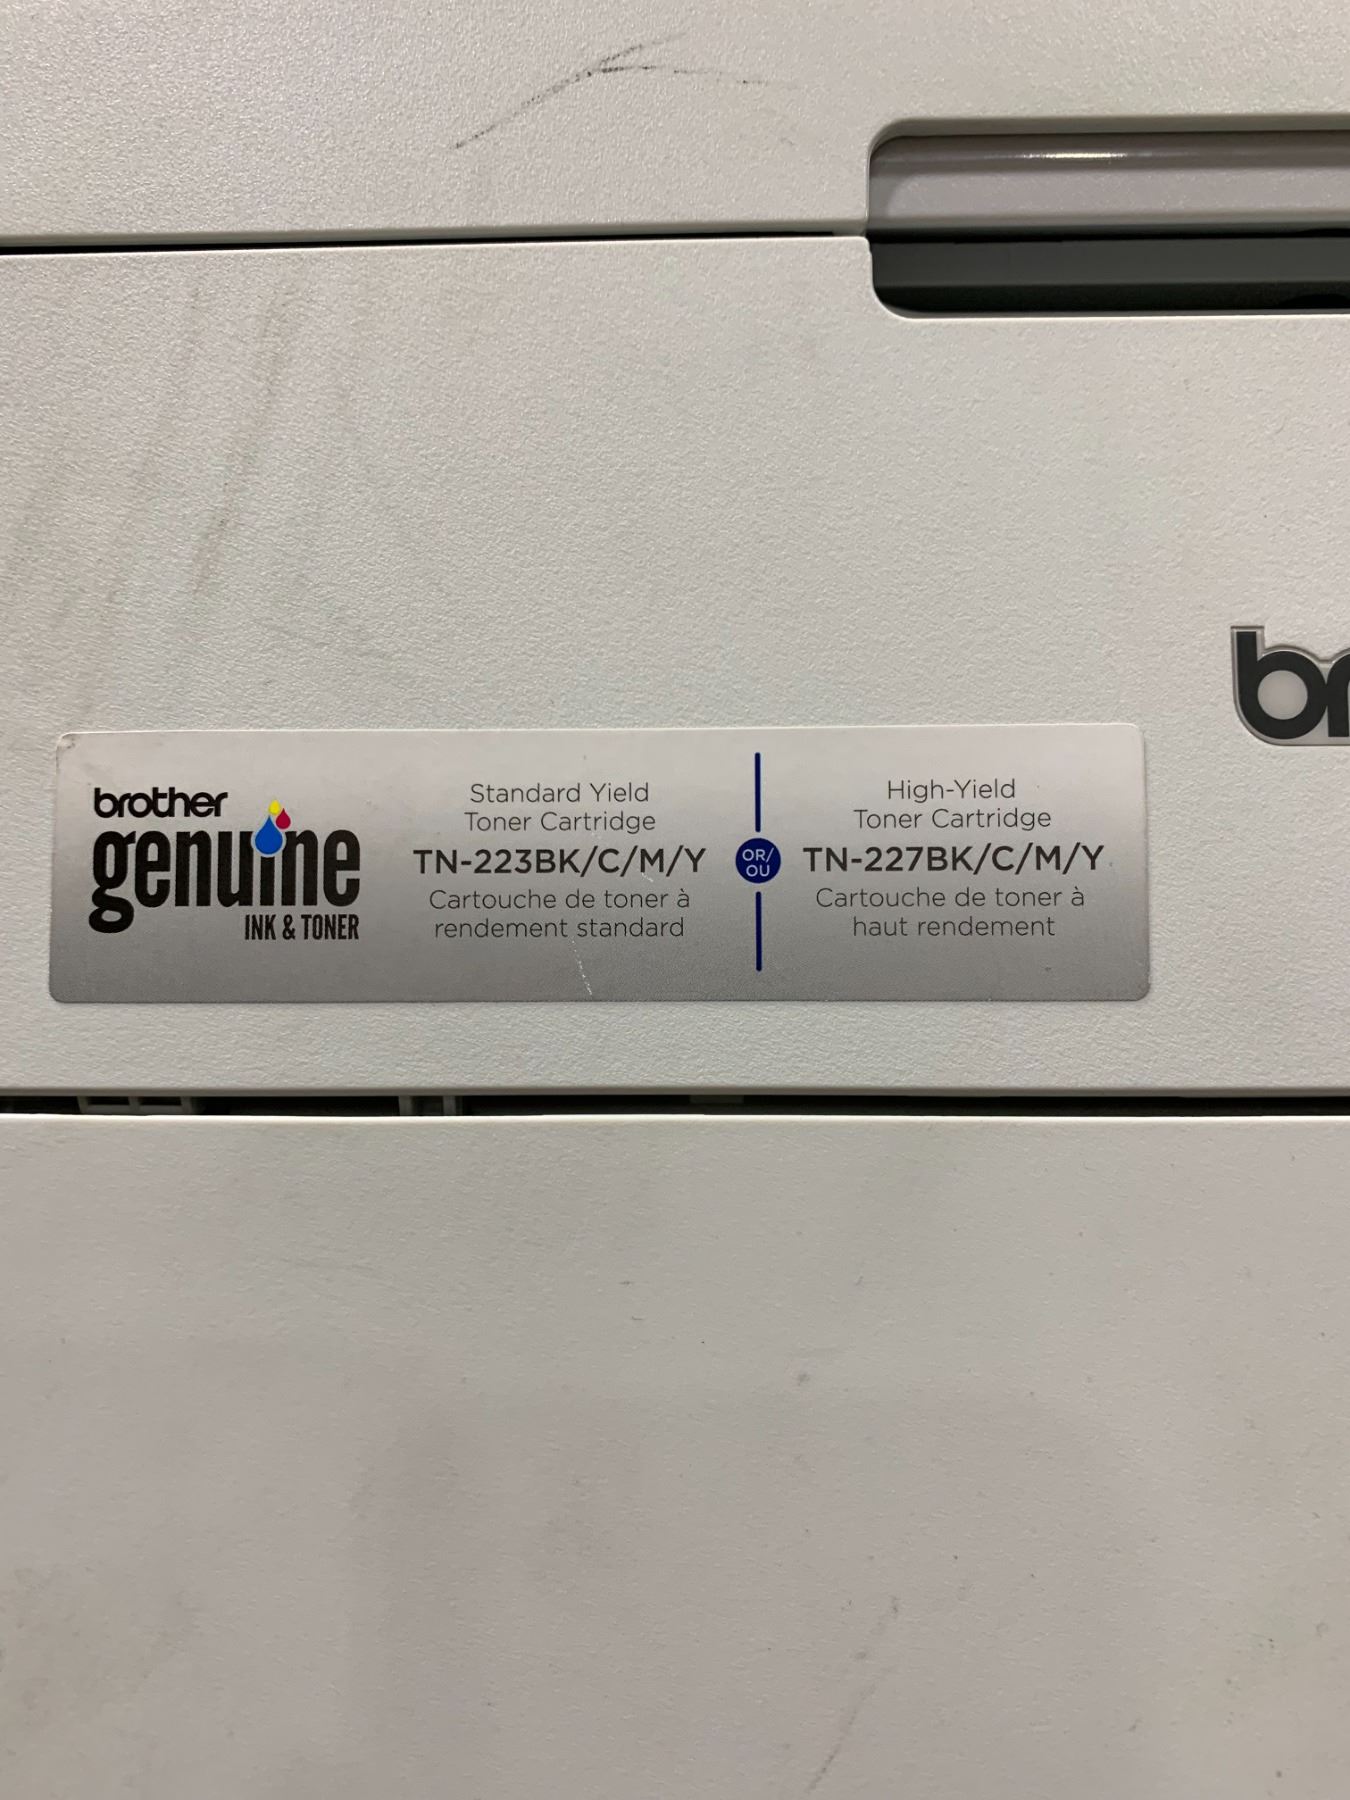 brother
genuine
INK & TONER
Standard Yield
Toner Cartridge
TN-223BK/C/M/Y
Cartouche de toner à
rendement standard
OR/
OU
High-Yield
Toner Cartridge
TN-227BK/C/M/Y
Cartouche de toner à
haut rendement
br